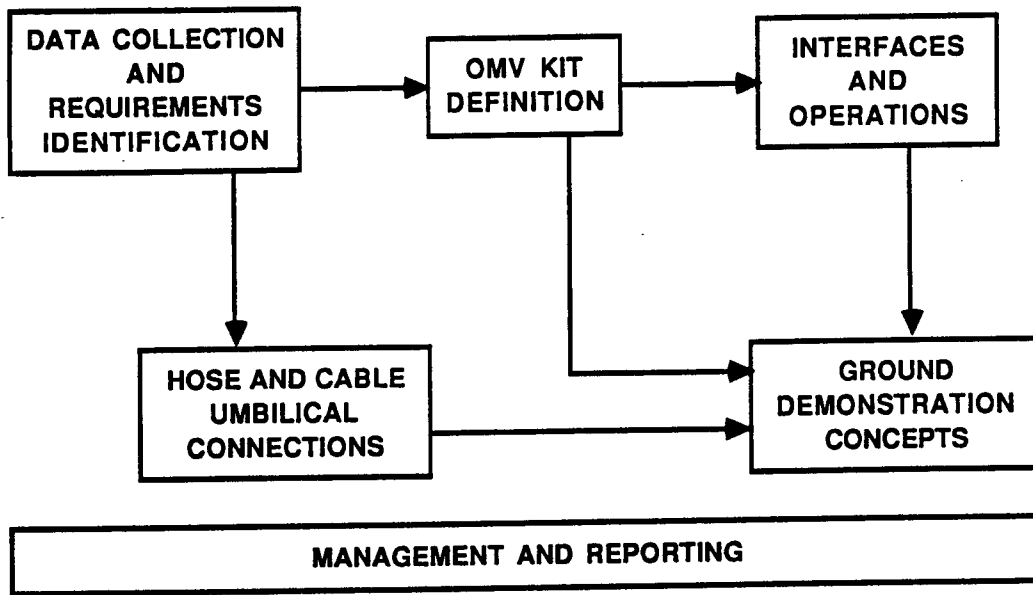 DATA COLLECTION
AND
REQUIREMENTS
IDENTIFICATION
OMV KIT
DEFINITION
INTERFACES
AND
OPERATIONS
HOSE AND CABLE
UMBILICAL
CONNECTIONS
GROUND
DEMONSTRATION
CONCEPTS
MANAGEMENT AND REPORTING